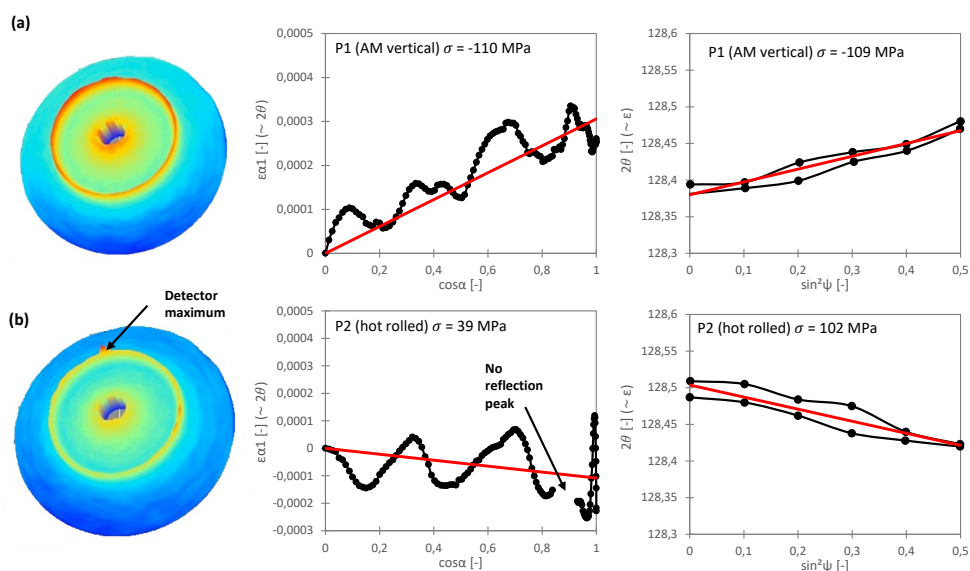 (a)
P1 (AM vertical) σ = -110 MPa
εα1 [-] (~ 2θ)
0,0005
0,0004
0,0003
0,0002
0,0001
0
0 0,2 0,4 0,6 0,8 1
cosα [-]
P1 (AM vertical) σ = -109 MPa
2θ [-] (~ ε)
128,6
128,5
128,4
128,35
128,3
0 0,1 0,2 0,3 0,4 0,5
sin²ψ [-]
(b)
Detector
maximum
P2 (hot rolled) σ = 39 MPa
No
reflection
peak
εα1 [-] (~ 2θ)
0,0005
0,0004
0,0003
0,0002
0,0001
0
-0,0001
-0,0002
-0,0003
0 0,2 0,4 0,6 0,8 1
cosα [-]
P2 (hot rolled) σ = 102 MPa
2θ [-] (~ ε)
128,6
128,5
128,45
128,4
128,35
128,3
0 0,1 0,2 0,3 0,4 0,5
sin²ψ [-]